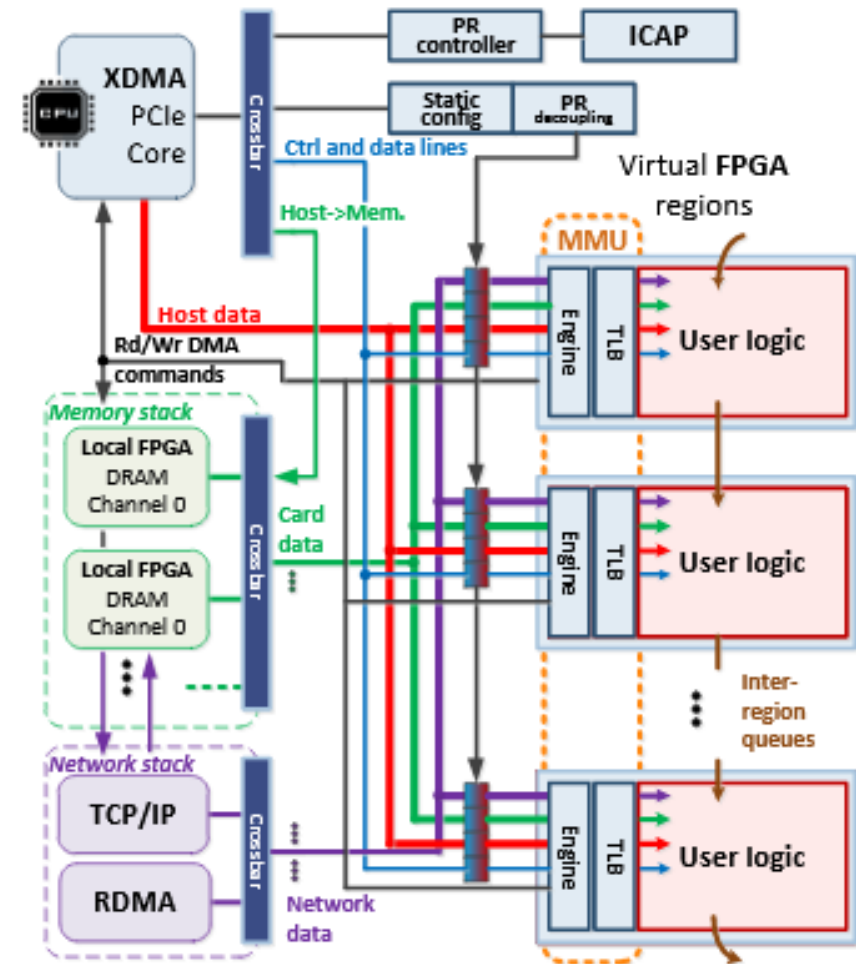 PR
controller
ICAP
XDMA
PCIe
Core
CPU
Crossbar
Static
config
PR
decoupling
Ctrl and data lines
Virtual FPGA
regions
Host->Mem.
MMU
Host data
Engine
TLB
User logic
Rd/Wr DMA
commands
Memory stack
Local FPGA
DRAM
Channel 0
Crossbar
Card
data
Engine
TLB
User logic
Local FPGA
DRAM
Channel 0
Inter-
region
queues
Network stack
TCP/IP
Crossbar
Engine
TLB
User logic
RDMA
Network
data